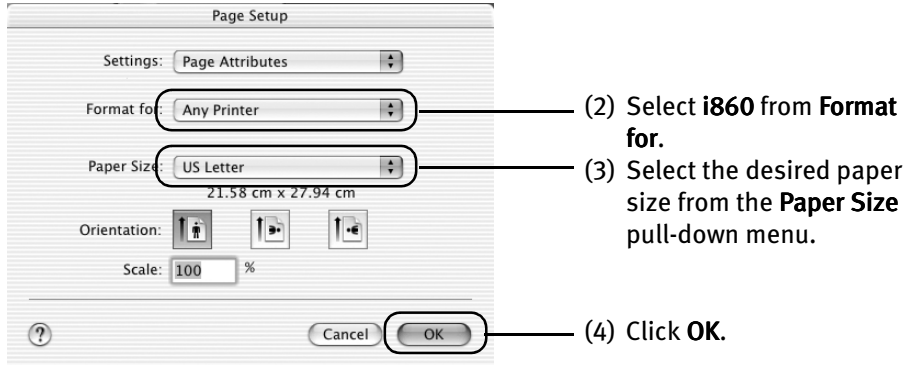 Page Setup
Settings: Page Attributes
Format for: Any Printer
Paper Size: US Letter
21.58 cm x 27.94 cm
Orientation:
Scale: 100 %
?
Cancel OK
(2) Select i860 from Format
for.
(3) Select the desired paper
size from the Paper Size
pull-down menu.
(4) Click OK.